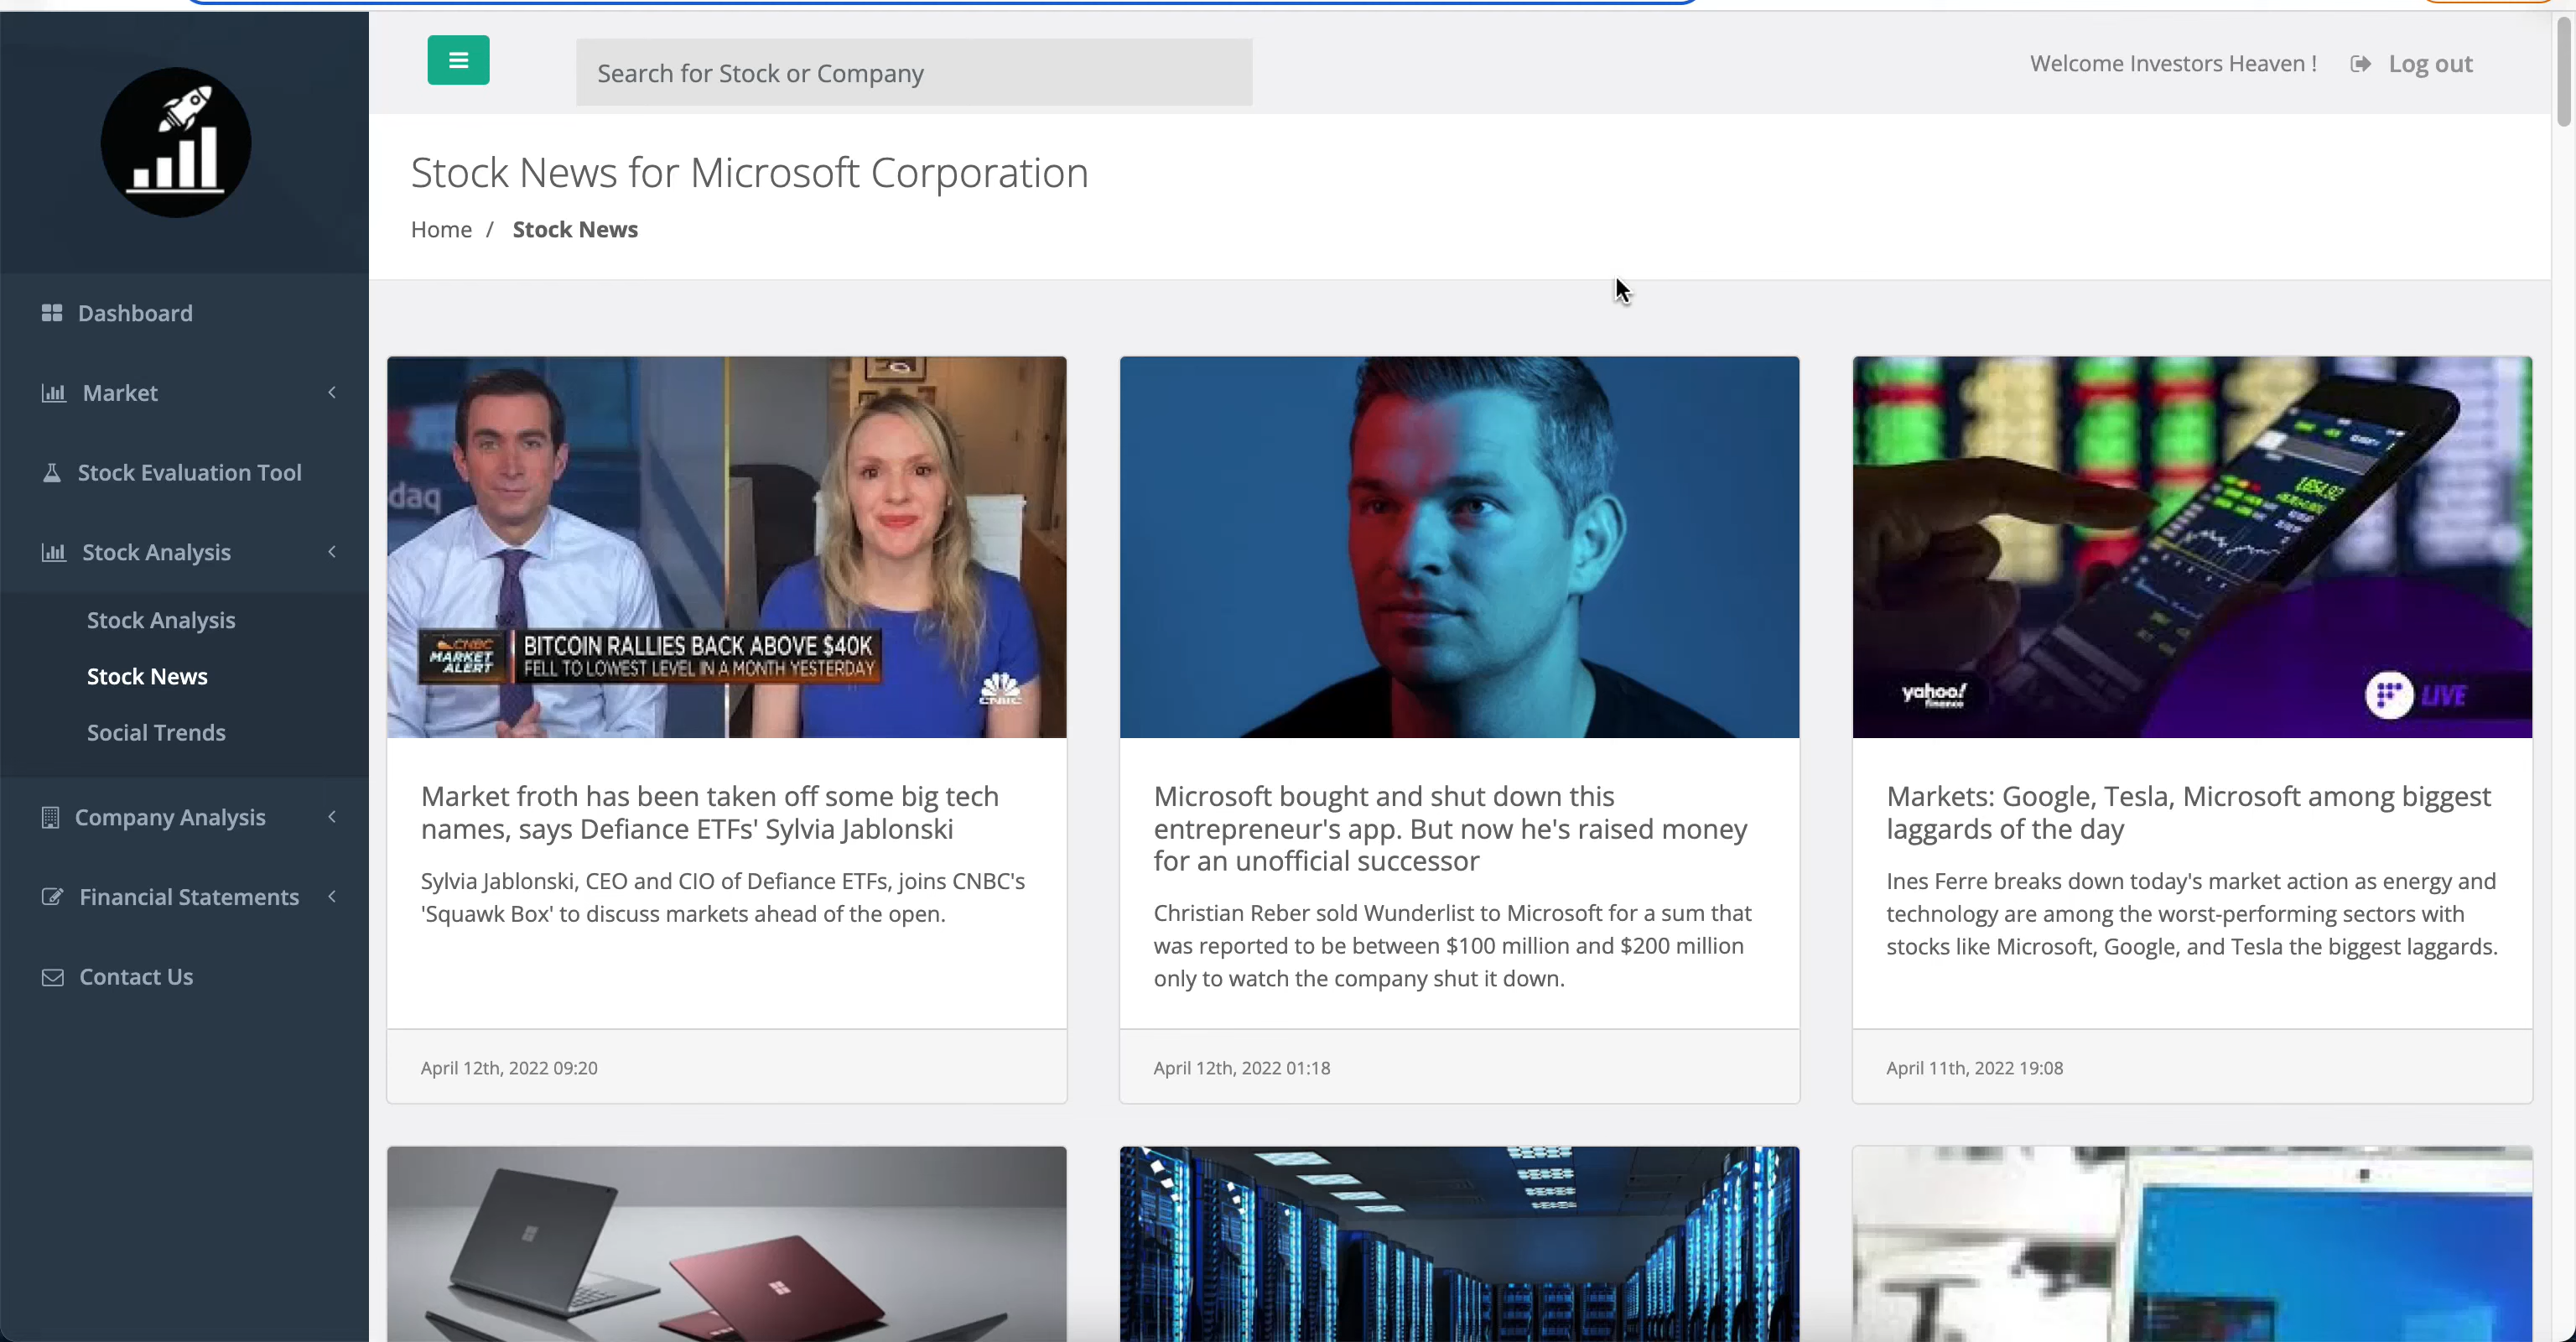 Search for Stock or Company
Welcome Investors Heaven !
Log out
Stock News for Microsoft Corporation
Home / Stock News
Dashboard
Market
Stock Evaluation Tool
Stock Analysis
Stock Analysis
Stock News
Social Trends
Company Analysis
Financial Statements
Contact Us
daq
CNBC
MARKET
ALERT
BITCOIN RALLIES BACK ABOVE $40K
FELL TO LOWEST LEVEL IN A MONTH YESTERDAY
CNBC
Market froth has been taken off some big tech
names, says Defiance ETFs' Sylvia Jablonski
Sylvia Jablonski, CEO and CIO of Defiance ETFs, joins CNBC's
'Squawk Box' to discuss markets ahead of the open.
April 12th, 2022 09:20
Microsoft bought and shut down this
entrepreneur's app. But now he's raised money
for an unofficial successor
Christian Reber sold Wunderlist to Microsoft for a sum that
was reported to be between $100 million and $200 million
only to watch the company shut it down.
April 12th, 2022 01:18
yahoo!
finance
LIVE
Markets: Google, Tesla, Microsoft among biggest
laggards of the day
Ines Ferre breaks down today's market action as energy and
technology are among the worst-performing sectors with
stocks like Microsoft, Google, and Tesla the biggest laggards.
April 11th, 2022 19:08